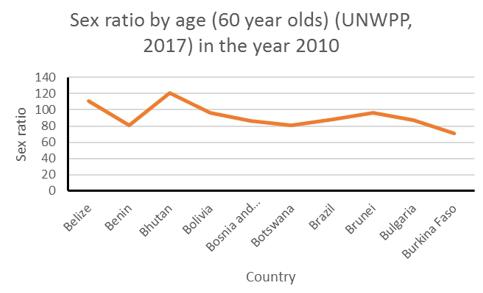 Sex ratio by age (60 year olds) (UNWPP,
2017) in the year 2010
140
120
100
80
60
40
20
0
Sex ratio
Belize
Benin
Bhutan
Bolivia
Bosnia and...
Botswana
Brazil
Brunei
Bulgaria
Burkina Faso
Country